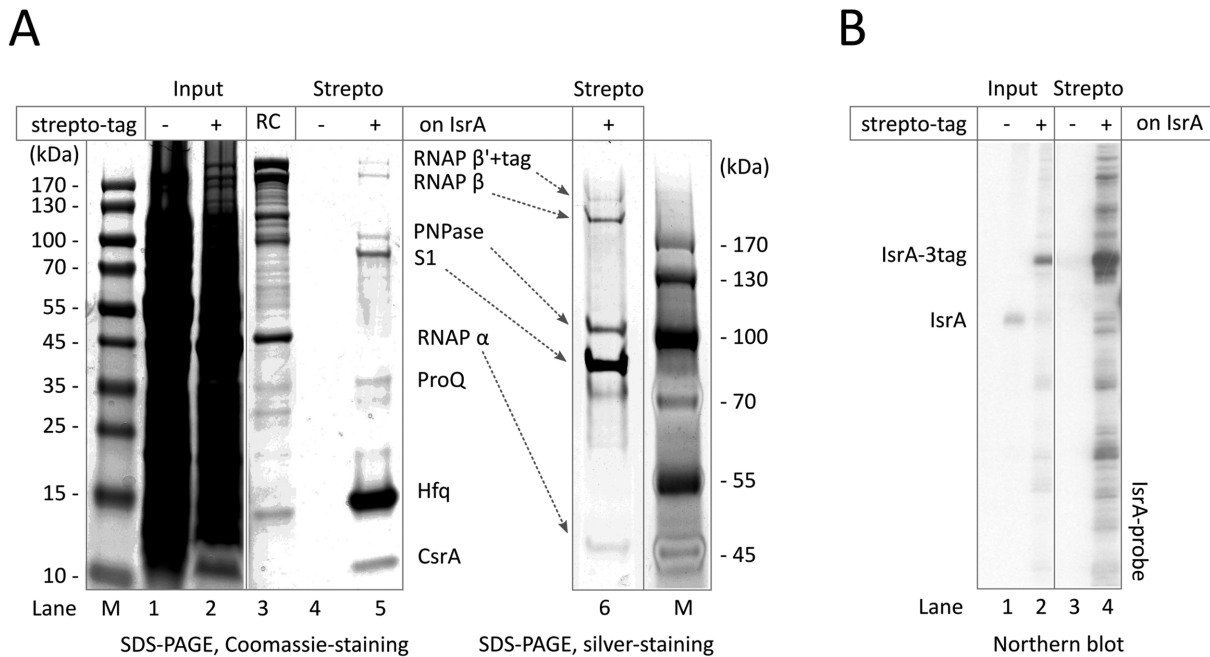 A
Input Strepto Strepto
strepto-tag - + RC - + on IsrA +
(kDa)
170 -
130 -
100 -
70 -
55 -
45 -
35 -
25 -
15 -
10 -
RNAP β'+tag
RNAP β
PNPase
S1
RNAP α
ProQ
Hfq
CsrA
(kDa)
- 170
- 130
- 100
- 70
- 55
- 45
Lane M 1 2 3 4 5 6 M
SDS-PAGE, Coomassie-staining SDS-PAGE, silver-staining
B
Input Strepto
strepto-tag - + - + on IsrA
IsrA-3tag
IsrA
IsrA-probe
Lane 1 2 3 4
Northern blot